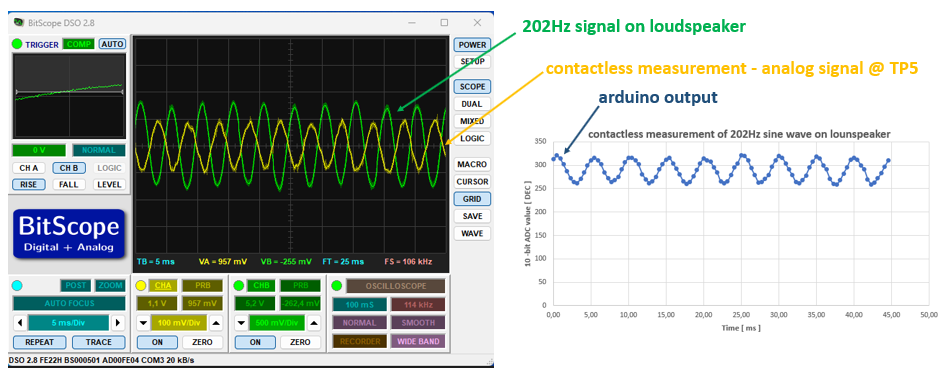 BitScope DSO 2.8
TRIGGER COMP AUTO
0 V NORMAL
CH A CH B LOGIC
RISE FALL LEVEL
BitScope
Digital + Analog
TB = 5 ms VA = 957 mV VB = -255 mV FT = 25 ms FS = 106 kHz
POWER
SETUP
SCOPE
DUAL
MIXED
LOGIC
MACRO
CURSOR
GRID
SAVE
WAVE
POST ZOOM
AUTO FOCUS
5 ms/Div
REPEAT TRACE
CHA PRB
1,1 V 957 mV
100 mV/Div
ON ZERO
CHB PRB
5,2 V -262,4 mV
500 mV/Div
ON ZERO
OSCILLOSCOPE
100 mS 114 kHz
NORMAL SMOOTH
RECORDER WIDE BAND
DSO 2.8 FE22H BS000501 AD00FE04 COM3 20 kB/s
202Hz signal on loudspeaker
contactless measurement - analog signal @ TP5
arduino output
contactless measurement of 202Hz sine wave on lounspeaker
10 -bit ADC value [ DEC ]
350
300
250
200
150
100
50
0
0,00 5,00 10,00 15,00 20,00 25,00 30,00 35,00 40,00 45,00 50,00
Time [ ms ]